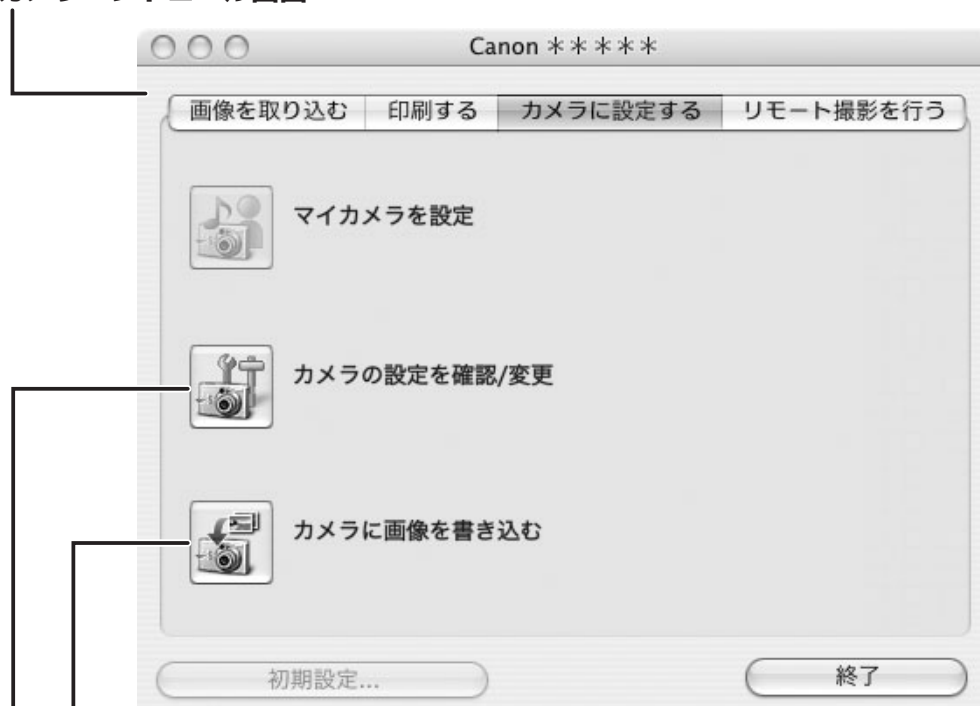 Canon ＊＊＊＊＊
画像を取り込む 印刷する カメラに設定する リモート撮影を行う
マイカメラを設定
カメラの設定を確認/変更
カメラに画像を書き込む
初期設定... 終了